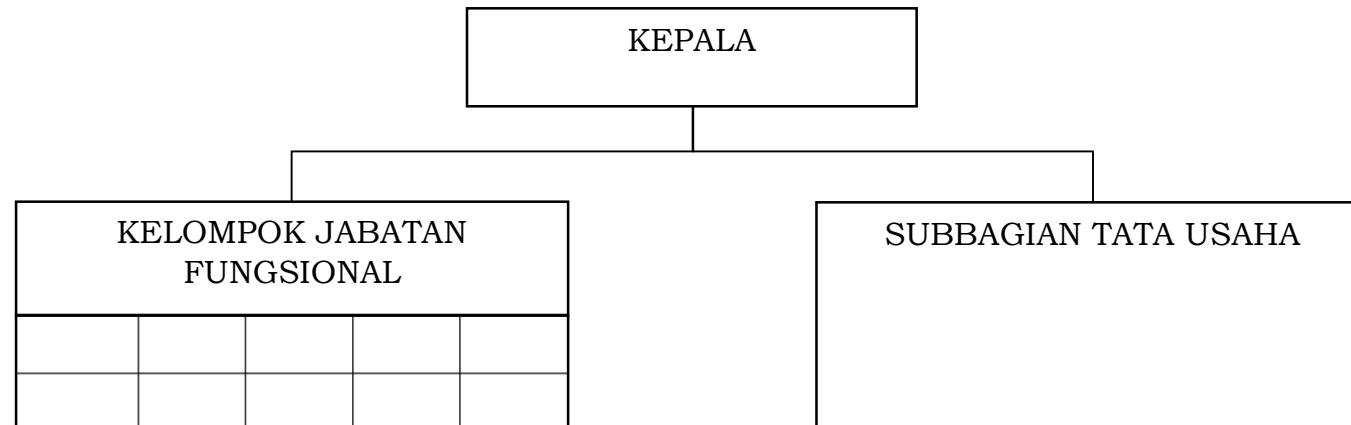 KEPALA
KELOMPOK JABATAN
FUNGSIONAL
SUBBAGIAN TATA USAHA